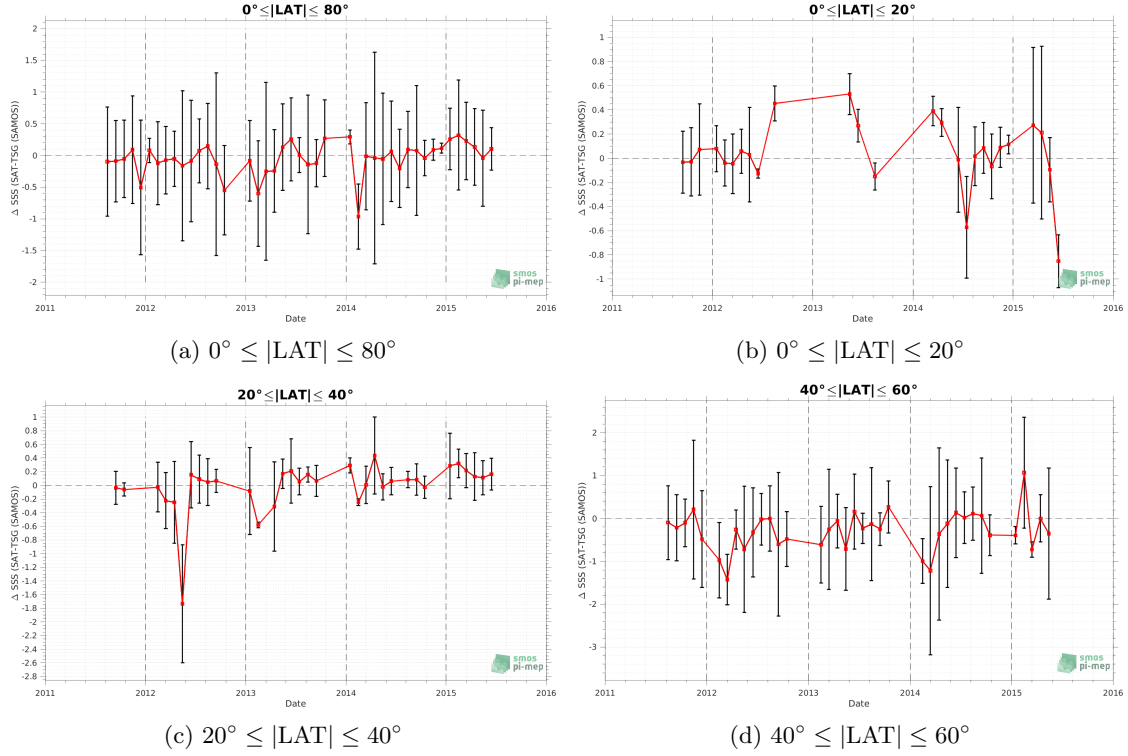 0°≤|LAT|≤ 80°
Δ SSS (SAT-TSG (SAMOS))
2
1.5
1
0.5
0
-0.5
-1
-1.5
-2
2011
2012
2013
2014
2015
2016
Date
smos
pi-mep
(a) 0° ≤ |LAT| ≤ 80°
0°≤|LAT|≤ 20°
Δ SSS (SAT-TSG (SAMOS))
1
0.8
0.6
0.4
0.2
0
-0.2
-0.4
-0.6
-0.8
-1
2011
2012
2013
2014
2015
2016
Date
smos
pi-mep
(b) 0° ≤ |LAT| ≤ 20°
20°≤|LAT|≤ 40°
Δ SSS (SAT-TSG (SAMOS))
1
0.8
0.6
0.4
0.2
0
-0.2
-0.4
-0.6
-0.8
-1
-1.2
-1.4
-1.6
-1.8
-2
-2.2
-2.4
-2.6
-2.8
2011
2012
2013
2014
2015
2016
Date
smos
pi-mep
(c) 20° ≤ |LAT| ≤ 40°
40°≤|LAT|≤ 60°
Δ SSS (SAT-TSG (SAMOS))
2
1
0
-1
-2
-3
2011
2012
2013
2014
2015
2016
Date
smos
pi-mep
(d) 40° ≤ |LAT| ≤ 60°